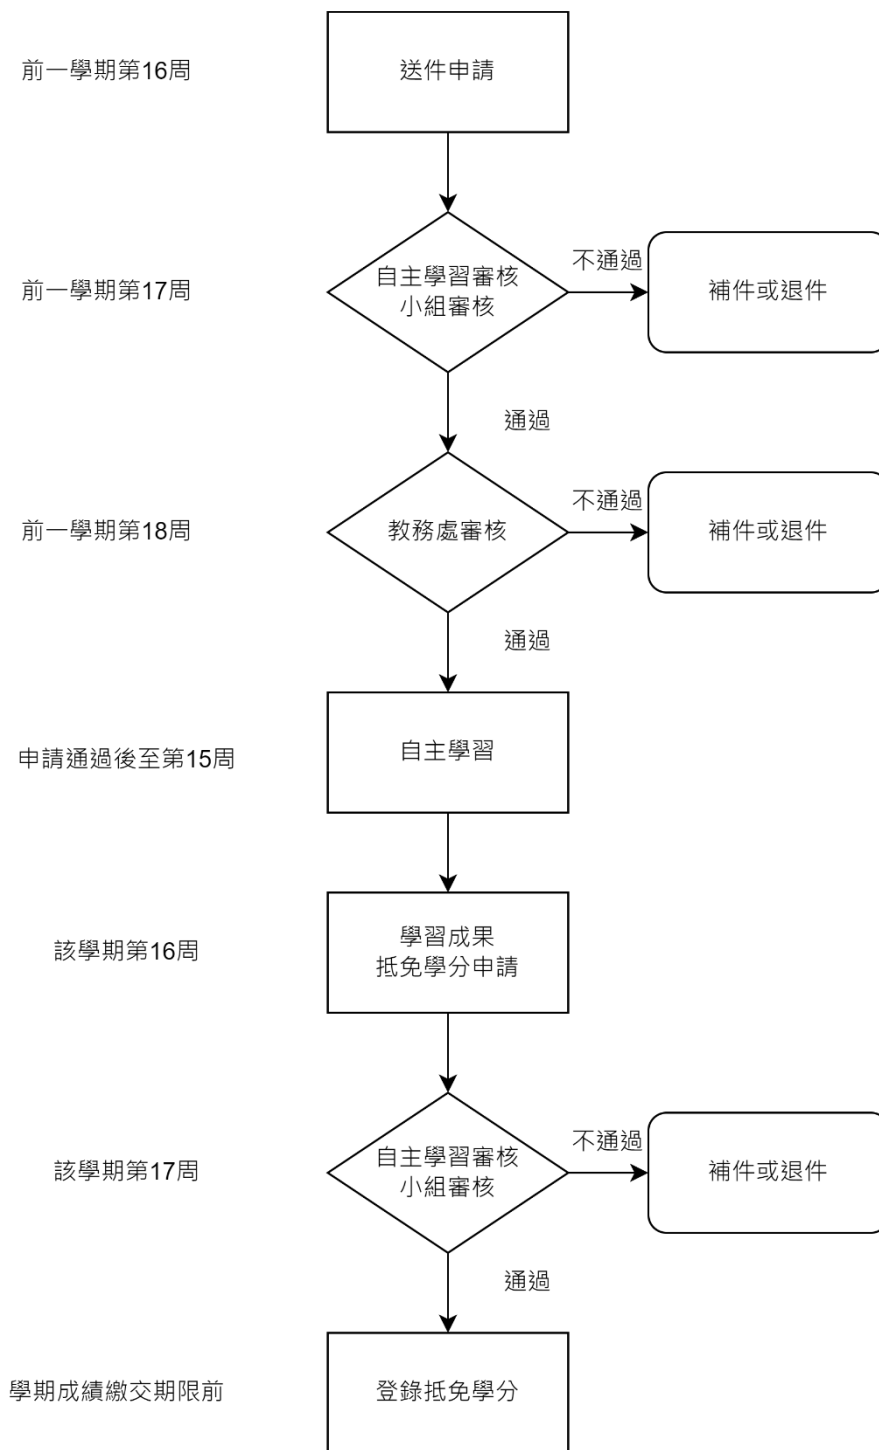 前一學期第16周
送件申請
前一學期第17周
自主學習審核
小組審核
不通過
補件或退件
通過
前一學期第18周
教務處審核
不通過
補件或退件
通過
申請通過後至第15周
自主學習
該學期第16周
學習成果
抵免學分申請
該學期第17周
自主學習審核
小組審核
不通過
補件或退件
通過
學期成績繳交期限前
登錄抵免學分